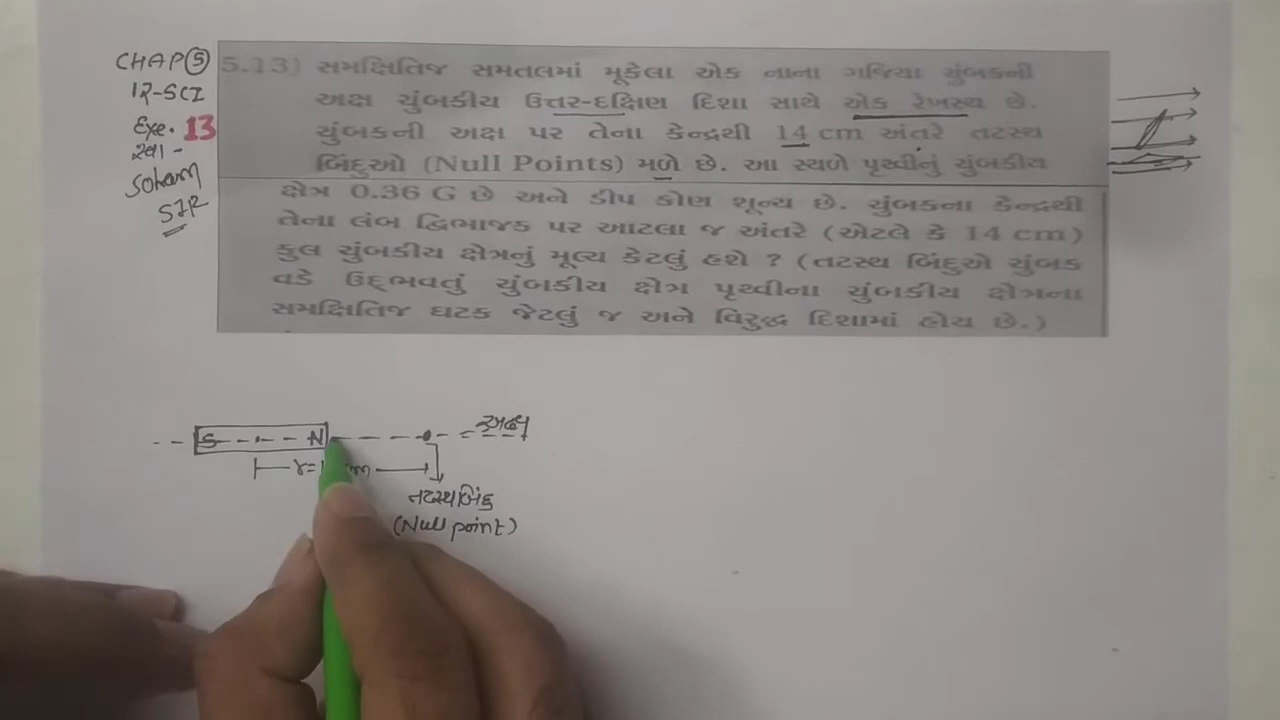 CHAP ⑤
12-SCI
Exe. 13
સ્વા -
Soham
SIR
5.13) સમક્ષિતિજ સમતલમાં મૂકેલા એક નાના ગજિયા ચુંબકની
અક્ષ ચુંબકીય ઉત્તર-દક્ષિણ દિશા સાથે એક રેખસ્થ છે.
ચુંબકની અક્ષ પર તેના કેન્દ્રથી 14 cm અંતરે તટસ્થ
બિંદુઓ (Null Points) મળે છે. આ સ્થળે પૃથ્વીનું ચુંબકીય
ક્ષેત્ર 0.36 G છે અને ડીપ કોણ શૂન્ય છે. ચુંબકના કેન્દ્રથી
તેના લંબ દ્વિભાજક પર આટલા જ અંતરે (એટલે કે 14 cm)
કુલ ચુંબકીય ક્ષેત્રનું મૂલ્ય કેટલું હશે ? (તટસ્થ બિંદુએ ચુંબક
વડે ઉદ્ભવતું ચુંબકીય ક્ષેત્ર પૃથ્વીના ચુંબકીય ક્ષેત્રના
સમક્ષિતિજ ઘટક જેટલું જ અને વિરુદ્ધ દિશામાં હોય છે.)
S N અક્ષ
r=
તટસ્થબિંદુ
(Null point)